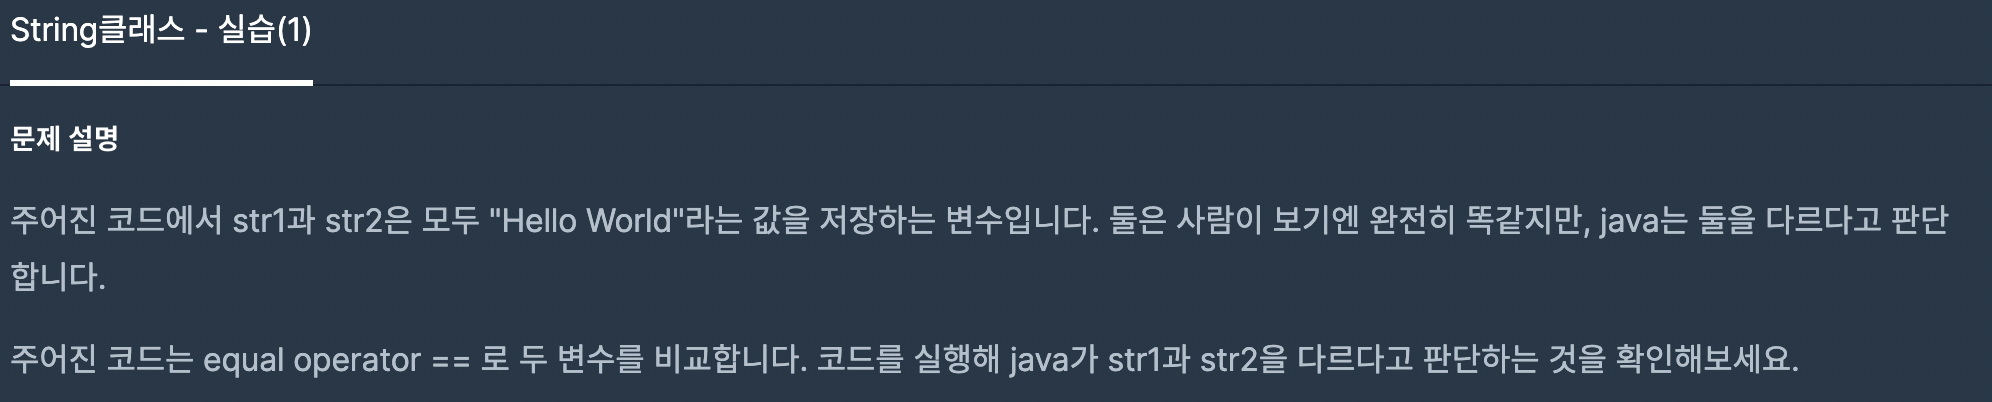 String클래스 - 실습(1)
문제 설명
주어진 코드에서 str1과 str2은 모두 "Hello World"라는 값을 저장하는 변수입니다. 둘은 사람이 보기엔 완전히 똑같지만, java는 둘을 다르다고 판단
합니다.
주어진 코드는 equal operator == 로 두 변수를 비교합니다. 코드를 실행해 java가 str1과 str2을 다르다고 판단하는 것을 확인해보세요.